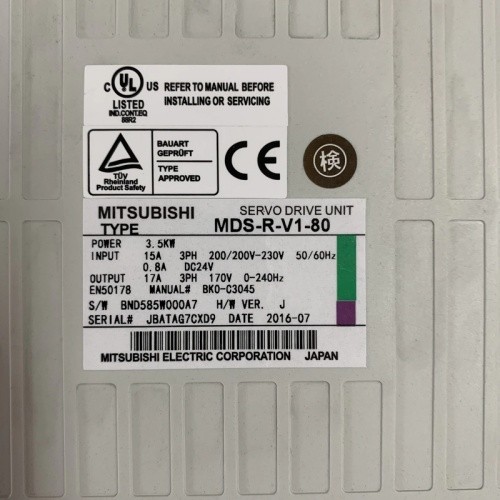 C UL US REFER TO MANUAL BEFORE
INSTALLING OR SERVICING
LISTED
IND.CONT.EQ
88R2
TÜV
Rheinland
Product Safety
BAUART
GEPRÜFT
TYPE
APPROVED
CE
検
MITSUBISHI SERVO DRIVE UNIT
TYPE MDS-R-V1-80
POWER 3.5KW
INPUT 15A 3PH 200/200V-230V 50/60Hz
0.8A DC24V
OUTPUT 17A 3PH 170V 0-240Hz
EN50178 MANUAL# BK0-C3045
S/W BND585W000A7 H/W VER. J
SERIAL# JBATAG7CXD9 DATE 2016-07
MITSUBISHI ELECTRIC CORPORATION JAPAN